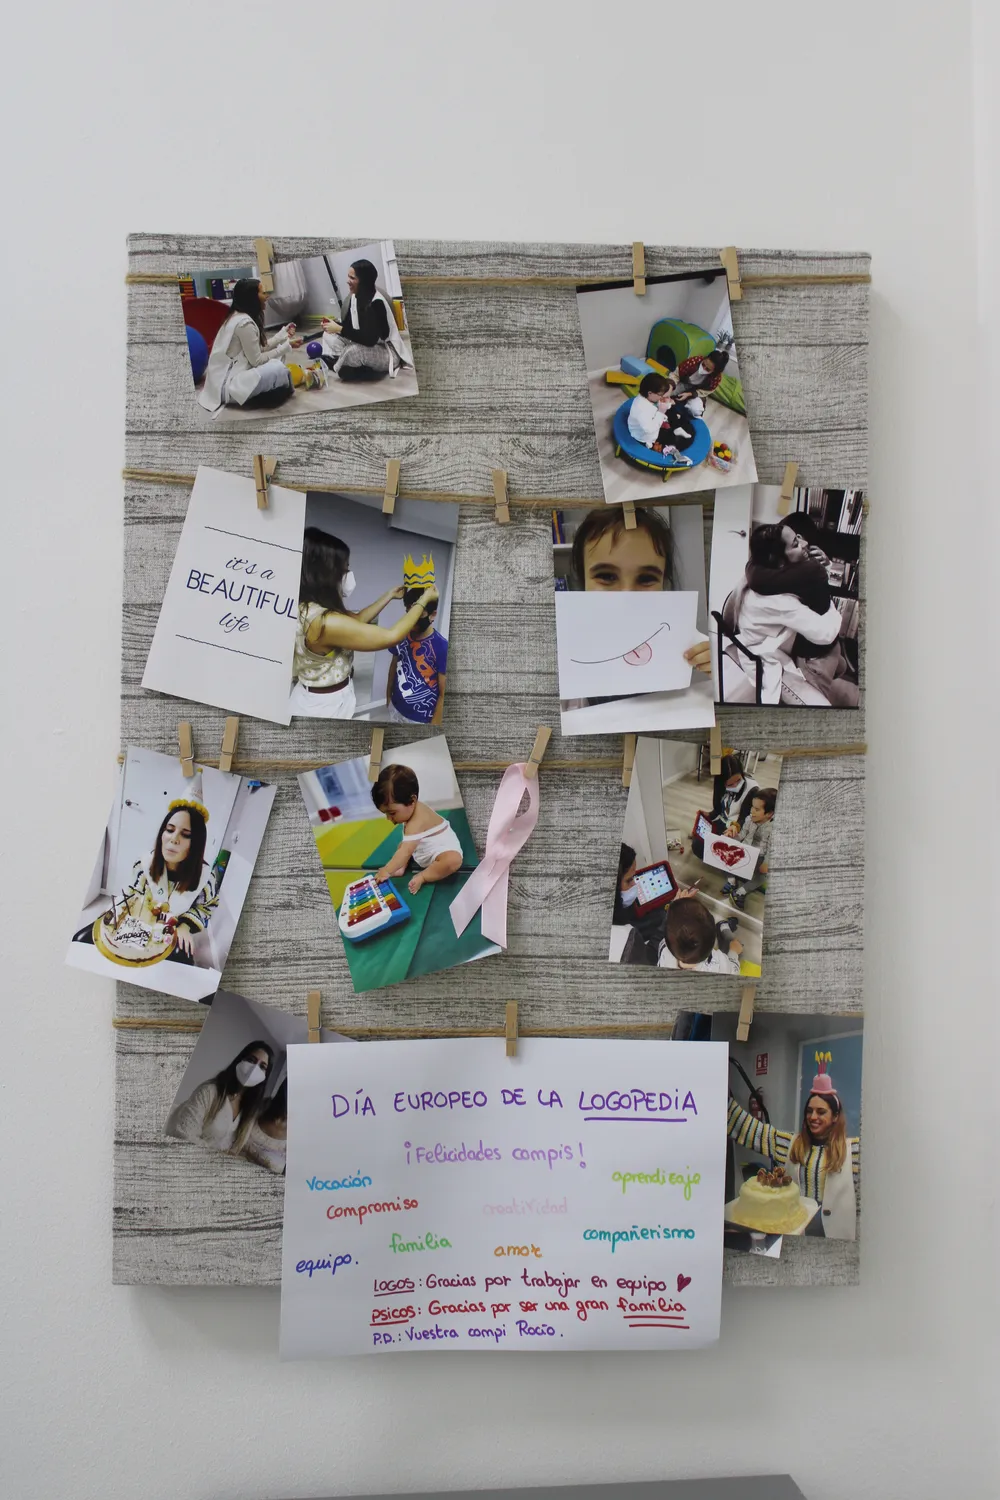 it's a
BEAUTIFUL
life
DÍA EUROPEO DE LA LOGOPEDIA
¡Felicidades compis!
vocación
aprendizaje
compromiso
creatividad
familia
amor
compañerismo
equipo.
LOGOS: Gracias por trabajar en equipo ♥
PSICOS: Gracias por ser una gran familia
P.D.: Vuestra compi Rocío.